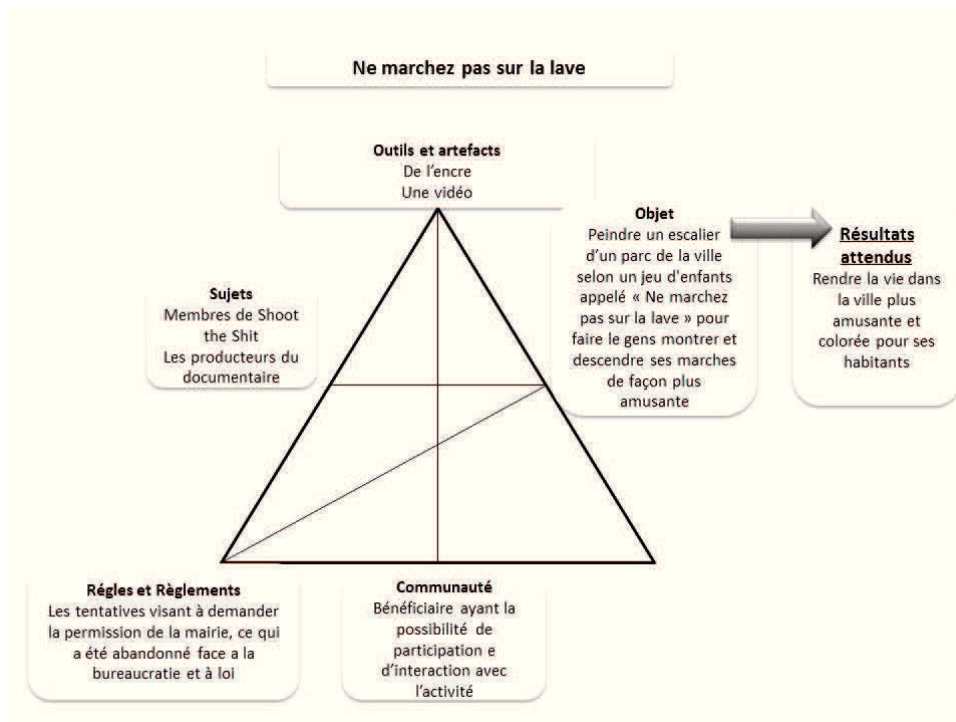 Ne marchez pas sur la lave
Outils et artefacts
De l'encre
Une vidéo
Sujets
Membres de Shoot
the Shit
Les producteurs du
documentaire
Objet
Peindre un escalier
d'un parc de la ville
selon un jeu d'enfants
appelé « Ne marchez
pas sur la lave » pour
faire le gens montrer et
descendre ses marches
de façon plus
amusante
Résultats
attendus
Rendre la vie dans
la ville plus
amusante et
colorée pour ses
habitants
Régles et Règlements
Les tentatives visant à demander
la permission de la mairie, ce qui
a été abandonné face a la
bureaucratie et à loi
Communauté
Bénéficiaire ayant la
possibilité de
participation e
d'interaction avec
l'activité